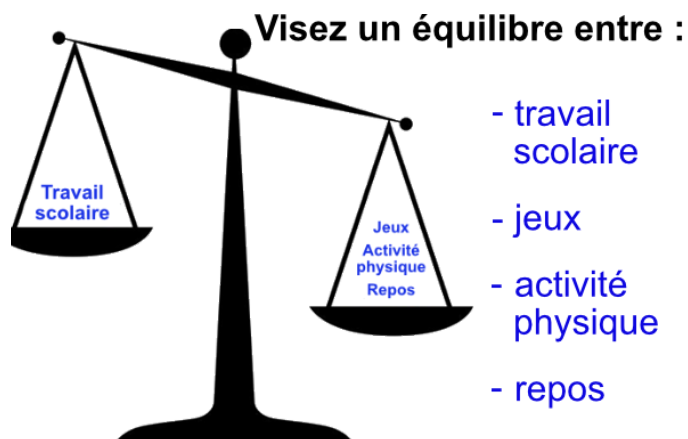 Visez un équilibre entre :
- travail
scolaire
- jeux
- activité
physique
- repos
Travail
scolaire
Jeux
Activité
physique
Repos